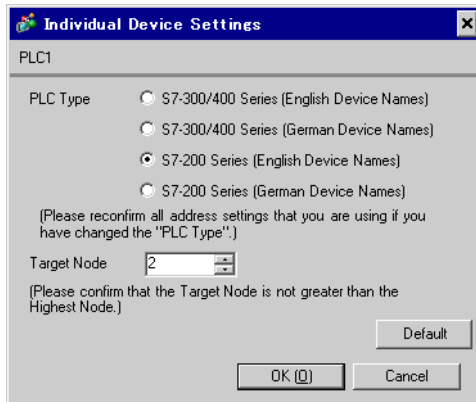 Individual Device Settings
PLC1
PLC Type
S7-300/400 Series (English Device Names)
S7-300/400 Series (German Device Names)
S7-200 Series (English Device Names)
S7-200 Series (German Device Names)
(Please reconfirm all address settings that you are using if you
have changed the "PLC Type".)
Target Node 2
(Please confirm that the Target Node is not greater than the
Highest Node.)
Default
OK (O) Cancel